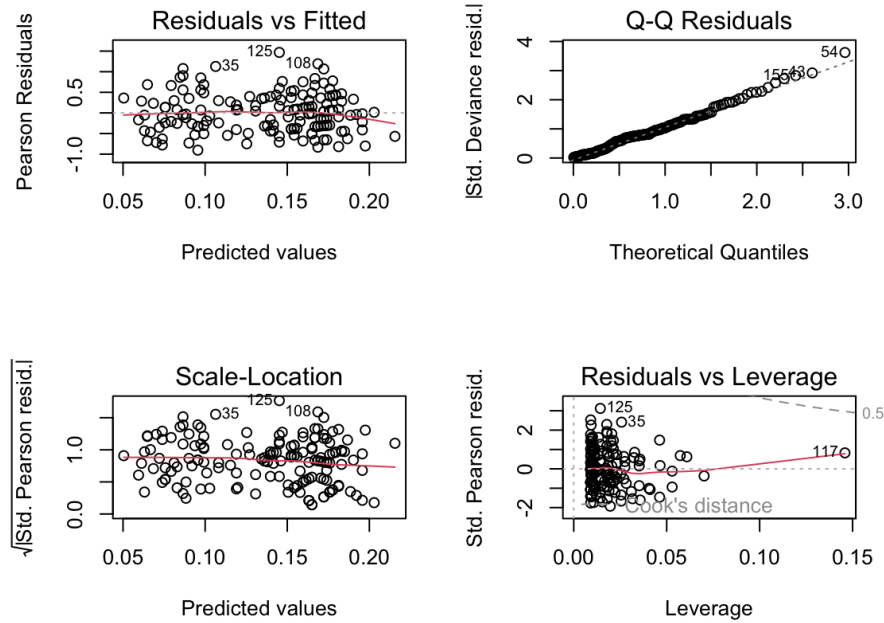 Residuals vs Fitted
Pearson Residuals
0.5
-1.0
125
35
108
0.05 0.10 0.15 0.20
Predicted values
Q-Q Residuals
|Std. Deviance resid.|
4
2
0
54
43
155
0.0 1.0 2.0 3.0
Theoretical Quantiles
Scale-Location
√|Std. Pearson resid.|
1.0
0.0
125
35
108
0.05 0.10 0.15 0.20
Predicted values
Residuals vs Leverage
Std. Pearson resid.
2
0
-2
125
35
117
0.5
Cook's distance
0.00 0.05 0.10 0.15
Leverage